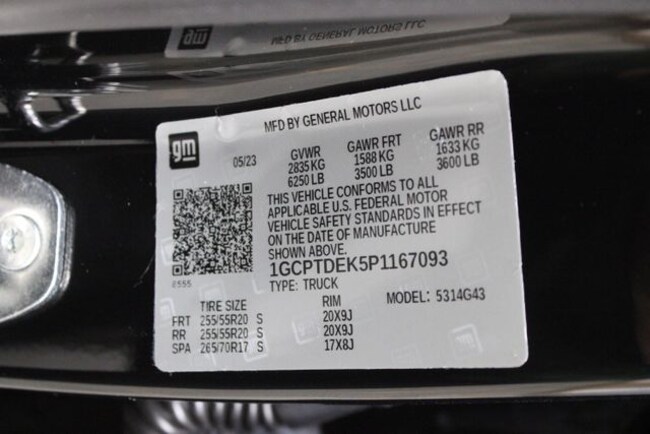 MFD BY GENERAL MOTORS LLC
gm
05/23 GVWR GAWR FRT GAWR RR
2835 KG 1588 KG 1633 KG
6250 LB 3500 LB 3600 LB
THIS VEHICLE CONFORMS TO ALL
APPLICABLE U.S. FEDERAL MOTOR
VEHICLE SAFETY STANDARDS IN EFFECT
ON THE DATE OF MANUFACTURE
SHOWN ABOVE.
1GCPTDEK5P1167093
E555 TYPE: TRUCK MODEL: 5314G43
TIRE SIZE RIM
FRT 255/55R20 S 20X9J
RR 255/55R20 S 20X9J
SPA 265/70R17 S 17X8J